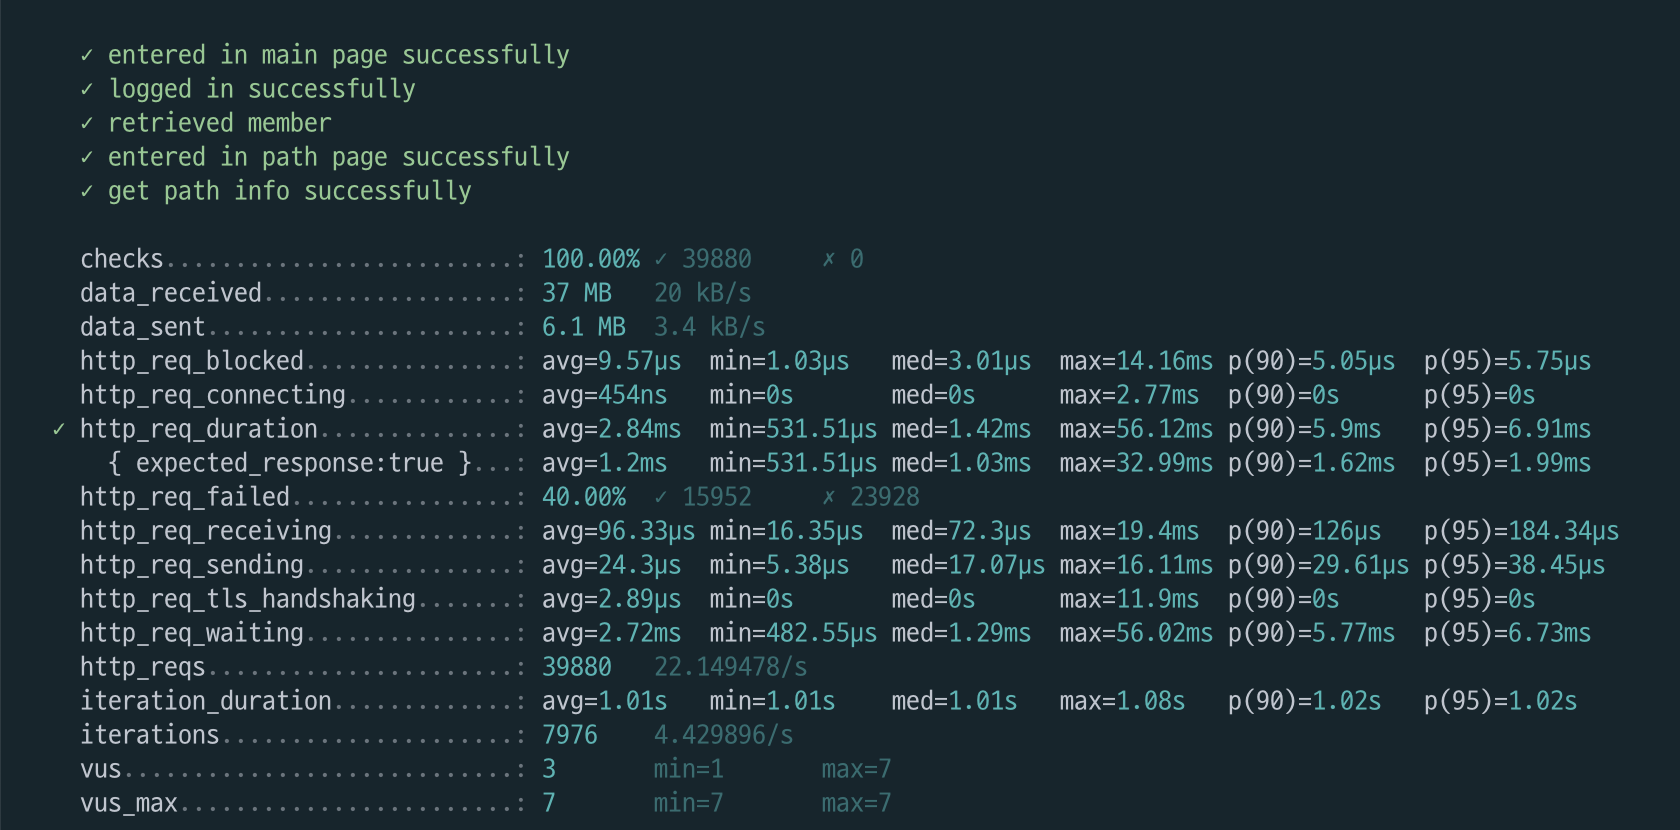 ✓ entered in main page successfully
✓ logged in successfully
✓ retrieved member
✓ entered in path page successfully
✓ get path info successfully
checks.........................: 100.00% ✓ 39880     ✗ 0
data_received..................: 37 MB   20 kB/s
data_sent......................: 6.1 MB  3.4 kB/s
http_req_blocked...............: avg=9.57µs  min=1.03µs   med=3.01µs  max=14.16ms p(90)=5.05µs  p(95)=5.75µs
http_req_connecting............: avg=454ns   min=0s       med=0s      max=2.77ms  p(90)=0s      p(95)=0s
✓ http_req_duration..............: avg=2.84ms  min=531.51µs med=1.42ms  max=56.12ms p(90)=5.9ms   p(95)=6.91ms
{ expected_response:true }...: avg=1.2ms   min=531.51µs med=1.03ms  max=32.99ms p(90)=1.62ms  p(95)=1.99ms
http_req_failed................: 40.00%  ✓ 15952     ✗ 23928
http_req_receiving.............: avg=96.33µs min=16.35µs  med=72.3µs  max=19.4ms  p(90)=126µs   p(95)=184.34µs
http_req_sending...............: avg=24.3µs  min=5.38µs   med=17.07µs max=16.11ms p(90)=29.61µs p(95)=38.45µs
http_req_tls_handshaking.......: avg=2.89µs  min=0s       med=0s      max=11.9ms  p(90)=0s      p(95)=0s
http_req_waiting...............: avg=2.72ms  min=482.55µs med=1.29ms  max=56.02ms p(90)=5.77ms  p(95)=6.73ms
http_reqs......................: 39880   22.149478/s
iteration_duration.............: avg=1.01s   min=1.01s    med=1.01s   max=1.08s   p(90)=1.02s   p(95)=1.02s
iterations.....................: 7976    4.429896/s
vus............................: 3       min=1       max=7
vus_max........................: 7       min=7       max=7